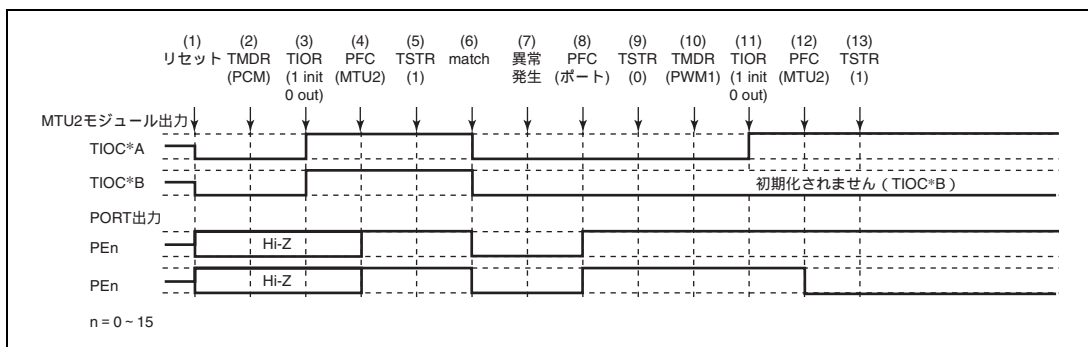 (1) (2) (3) (4) (5) (6) (7) (8) (9) (10) (11) (12) (13)
リセット TMDR TIOR PFC TSTR match 異常 PFC TSTR TMDR TIOR PFC TSTR
(PCM) (1 init (MTU2) (1) 発生 (ポート) (0) (PWM1) (1 init (MTU2) (1)
0 out) 0 out)
MTU2モジュール出力
TIOC*A
TIOC*B 初期化されません（TIOC*B）
PORT出力
PEn Hi-Z
PEn Hi-Z
n = 0 ~ 15